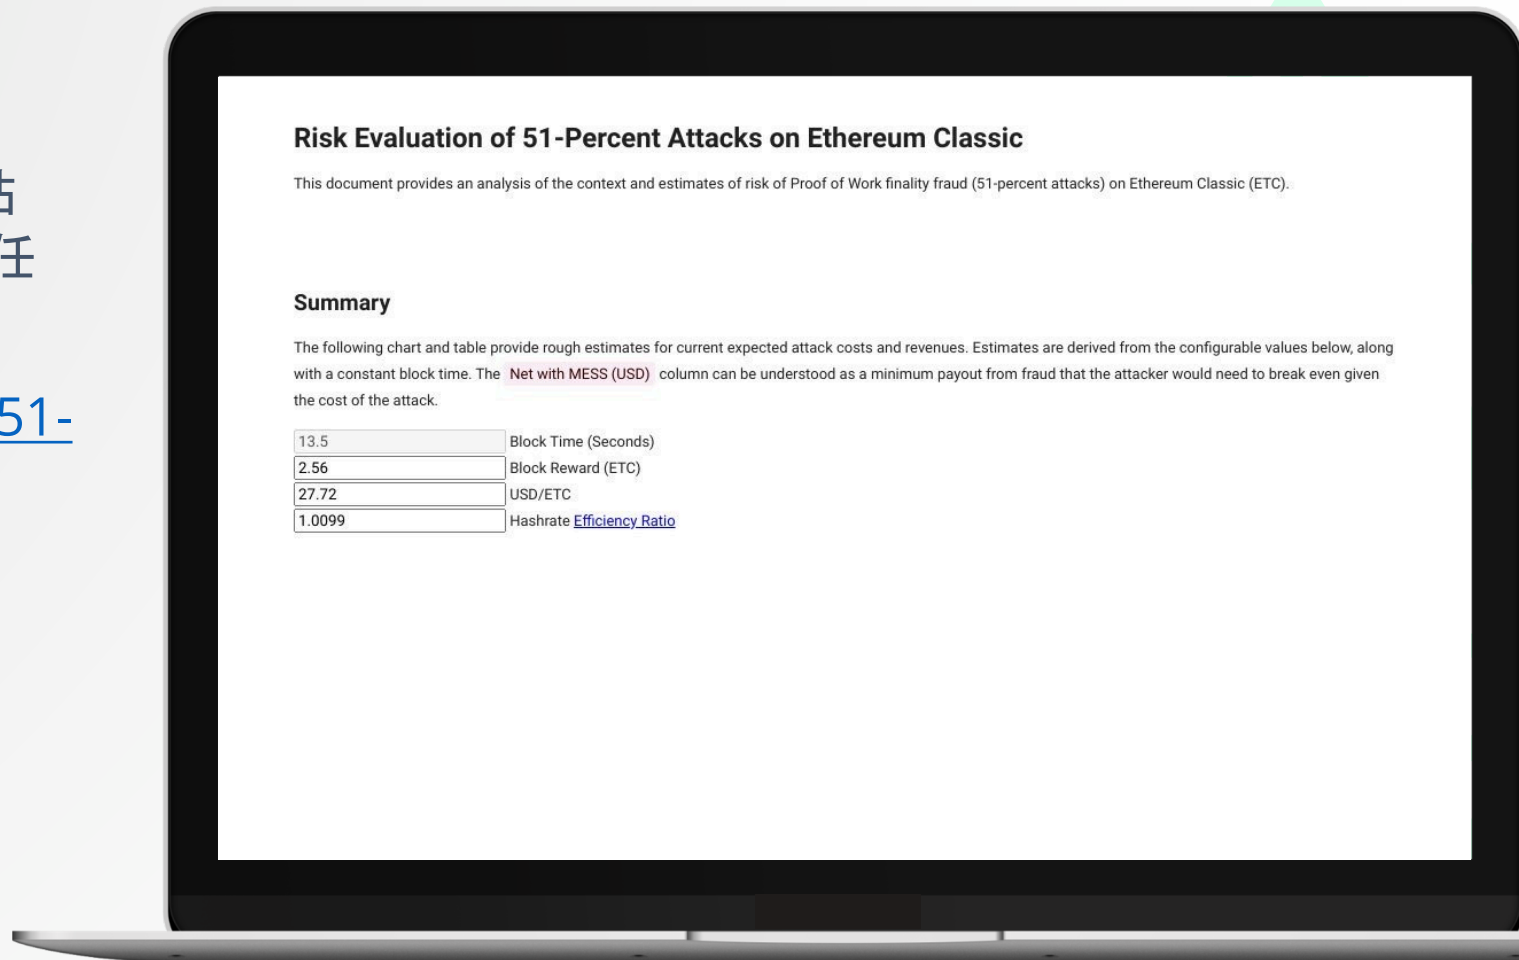 站
任
51-
Risk Evaluation of 51-Percent Attacks on Ethereum Classic
This document provides an analysis of the context and estimates of risk of Proof of Work finality fraud (51-percent attacks) on Ethereum Classic (ETC).
Summary
The following chart and table provide rough estimates for current expected attack costs and revenues. Estimates are derived from the configurable values below, along
with a constant block time. The Net with MESS (USD) column can be understood as a minimum payout from fraud that the attacker would need to break even given
the cost of the attack.
13.5 Block Time (Seconds)
2.56 Block Reward (ETC)
27.72 USD/ETC
1.0099 Hashrate Efficiency Ratio